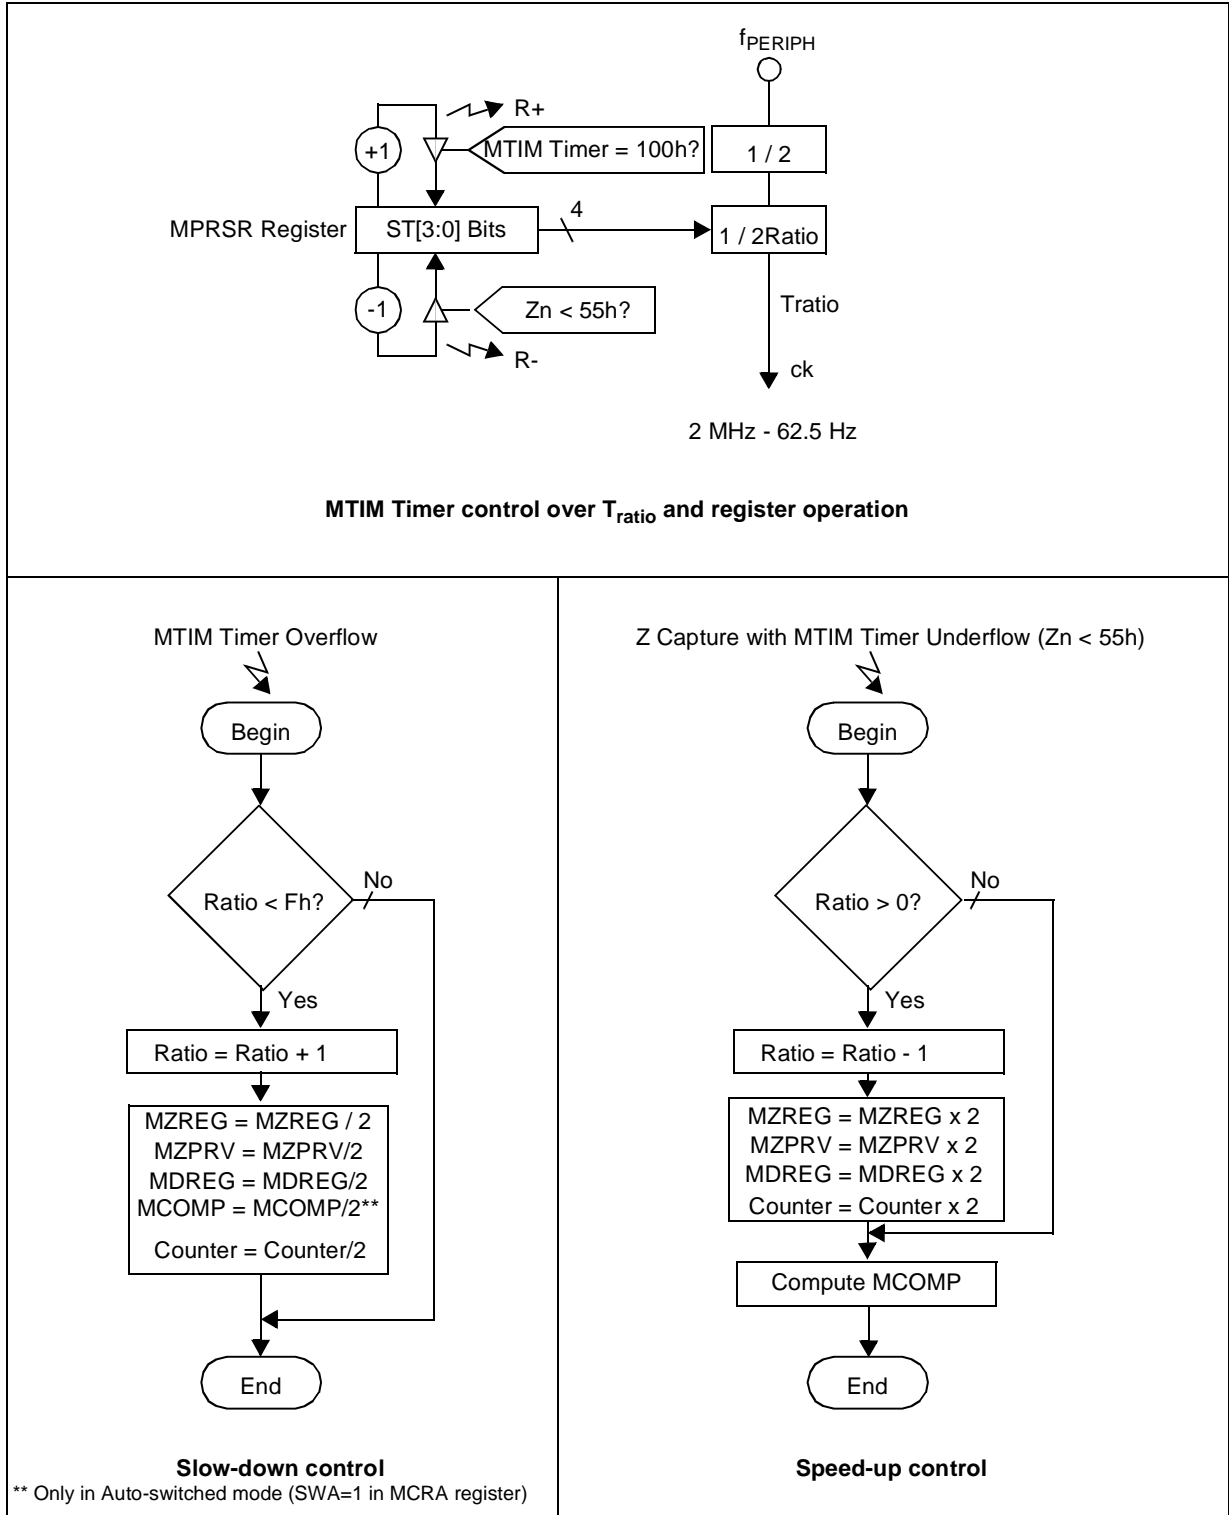 fPERIPH
R+
+1
MTIM Timer = 100h?
1 / 2
4
MPRSR Register
ST[3:0] Bits
1 / 2Ratio
-1
Zn < 55h?
Tratio
R-
ck
2 MHz - 62.5 Hz
MTIM Timer control over Tratio and register operation
MTIM Timer Overflow
Begin
Ratio < Fh?
No
Yes
Ratio = Ratio + 1
MZREG = MZREG / 2
MZPRV = MZPRV/2
MDREG = MDREG/2
MCOMP = MCOMP/2**
Counter = Counter/2
End
Slow-down control
** Only in Auto-switched mode (SWA=1 in MCRA register)
Z Capture with MTIM Timer Underflow (Zn < 55h)
Begin
Ratio > 0?
No
Yes
Ratio = Ratio - 1
MZREG = MZREG x 2
MZPRV = MZPRV x 2
MDREG = MDREG x 2
Counter = Counter x 2
Compute MCOMP
End
Speed-up control